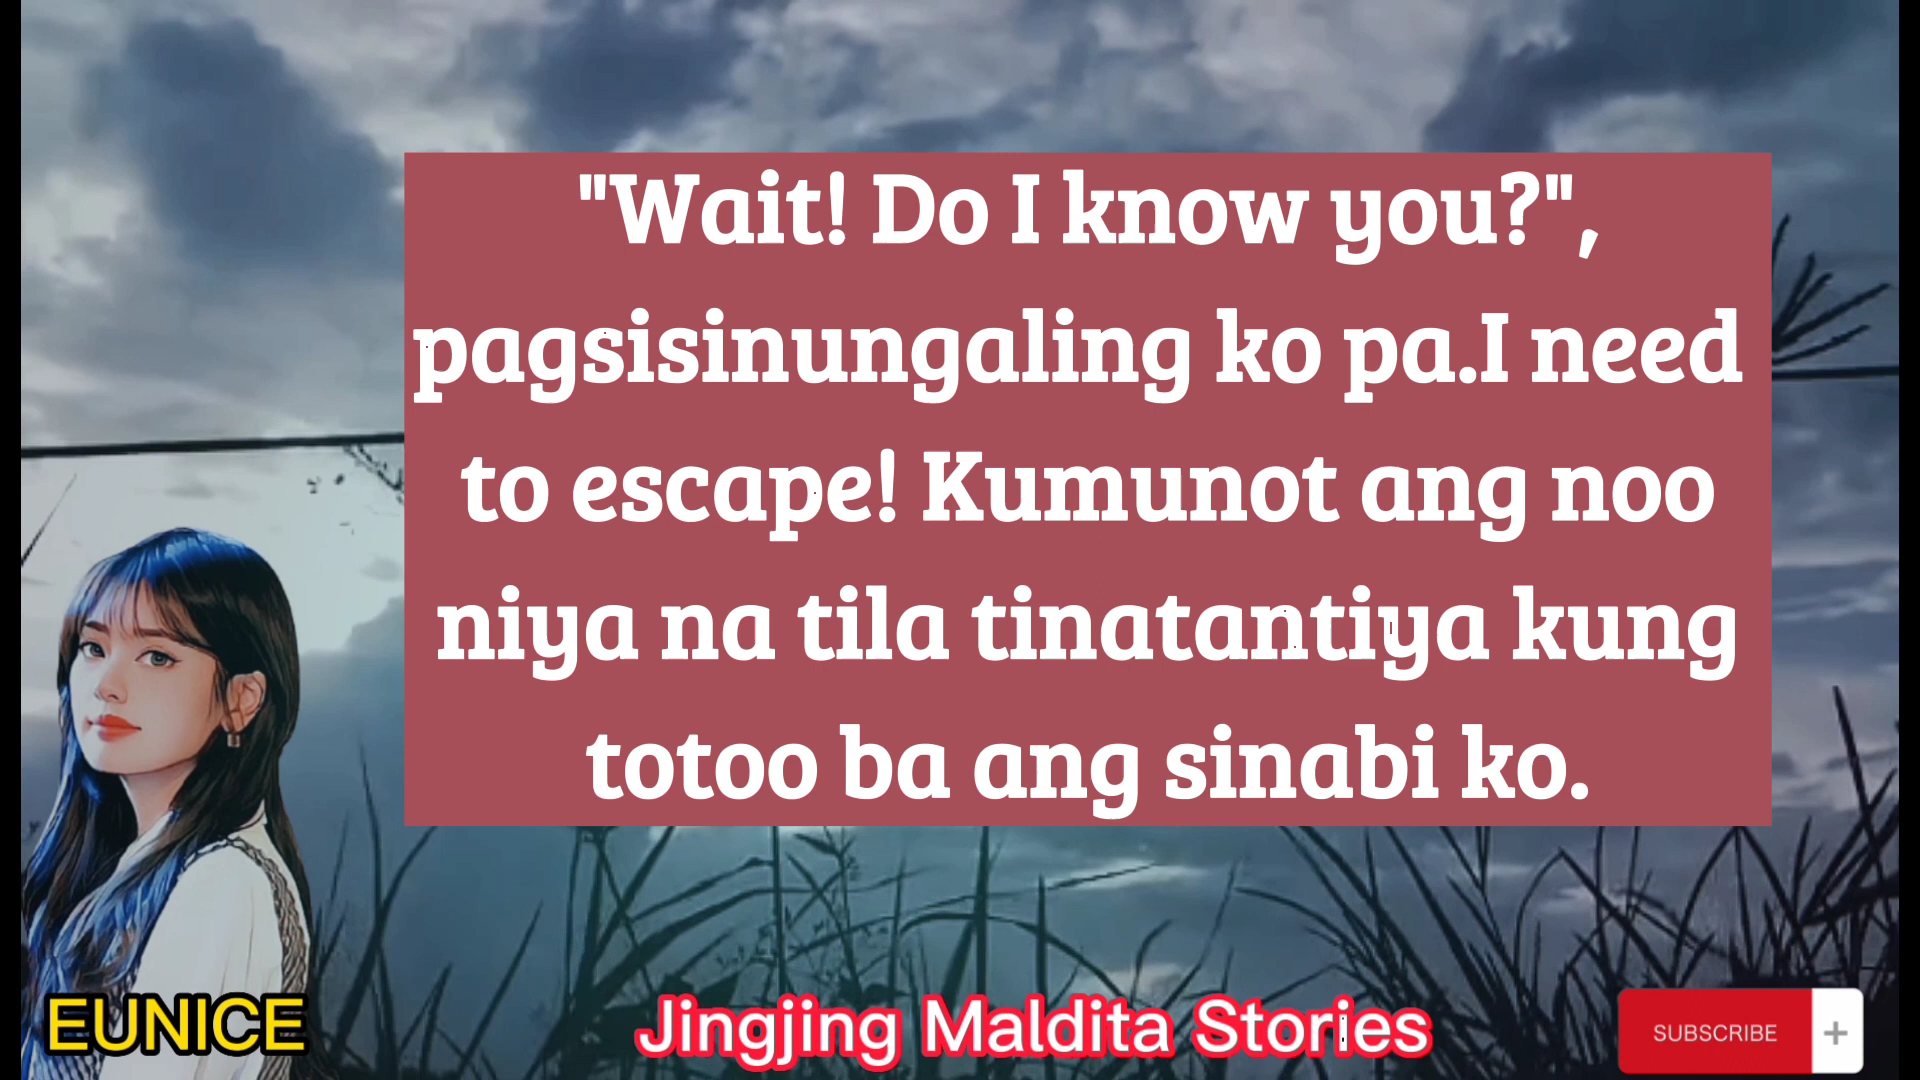 "Wait! Do I know you?",
pagsisinungaling ko pa.I need
to escape! Kumunot ang noo
niya na tila tinatantiya kung
totoo ba ang sinabi ko.
EUNICE
Jingjing Maldita Stories
SUBSCRIBE +